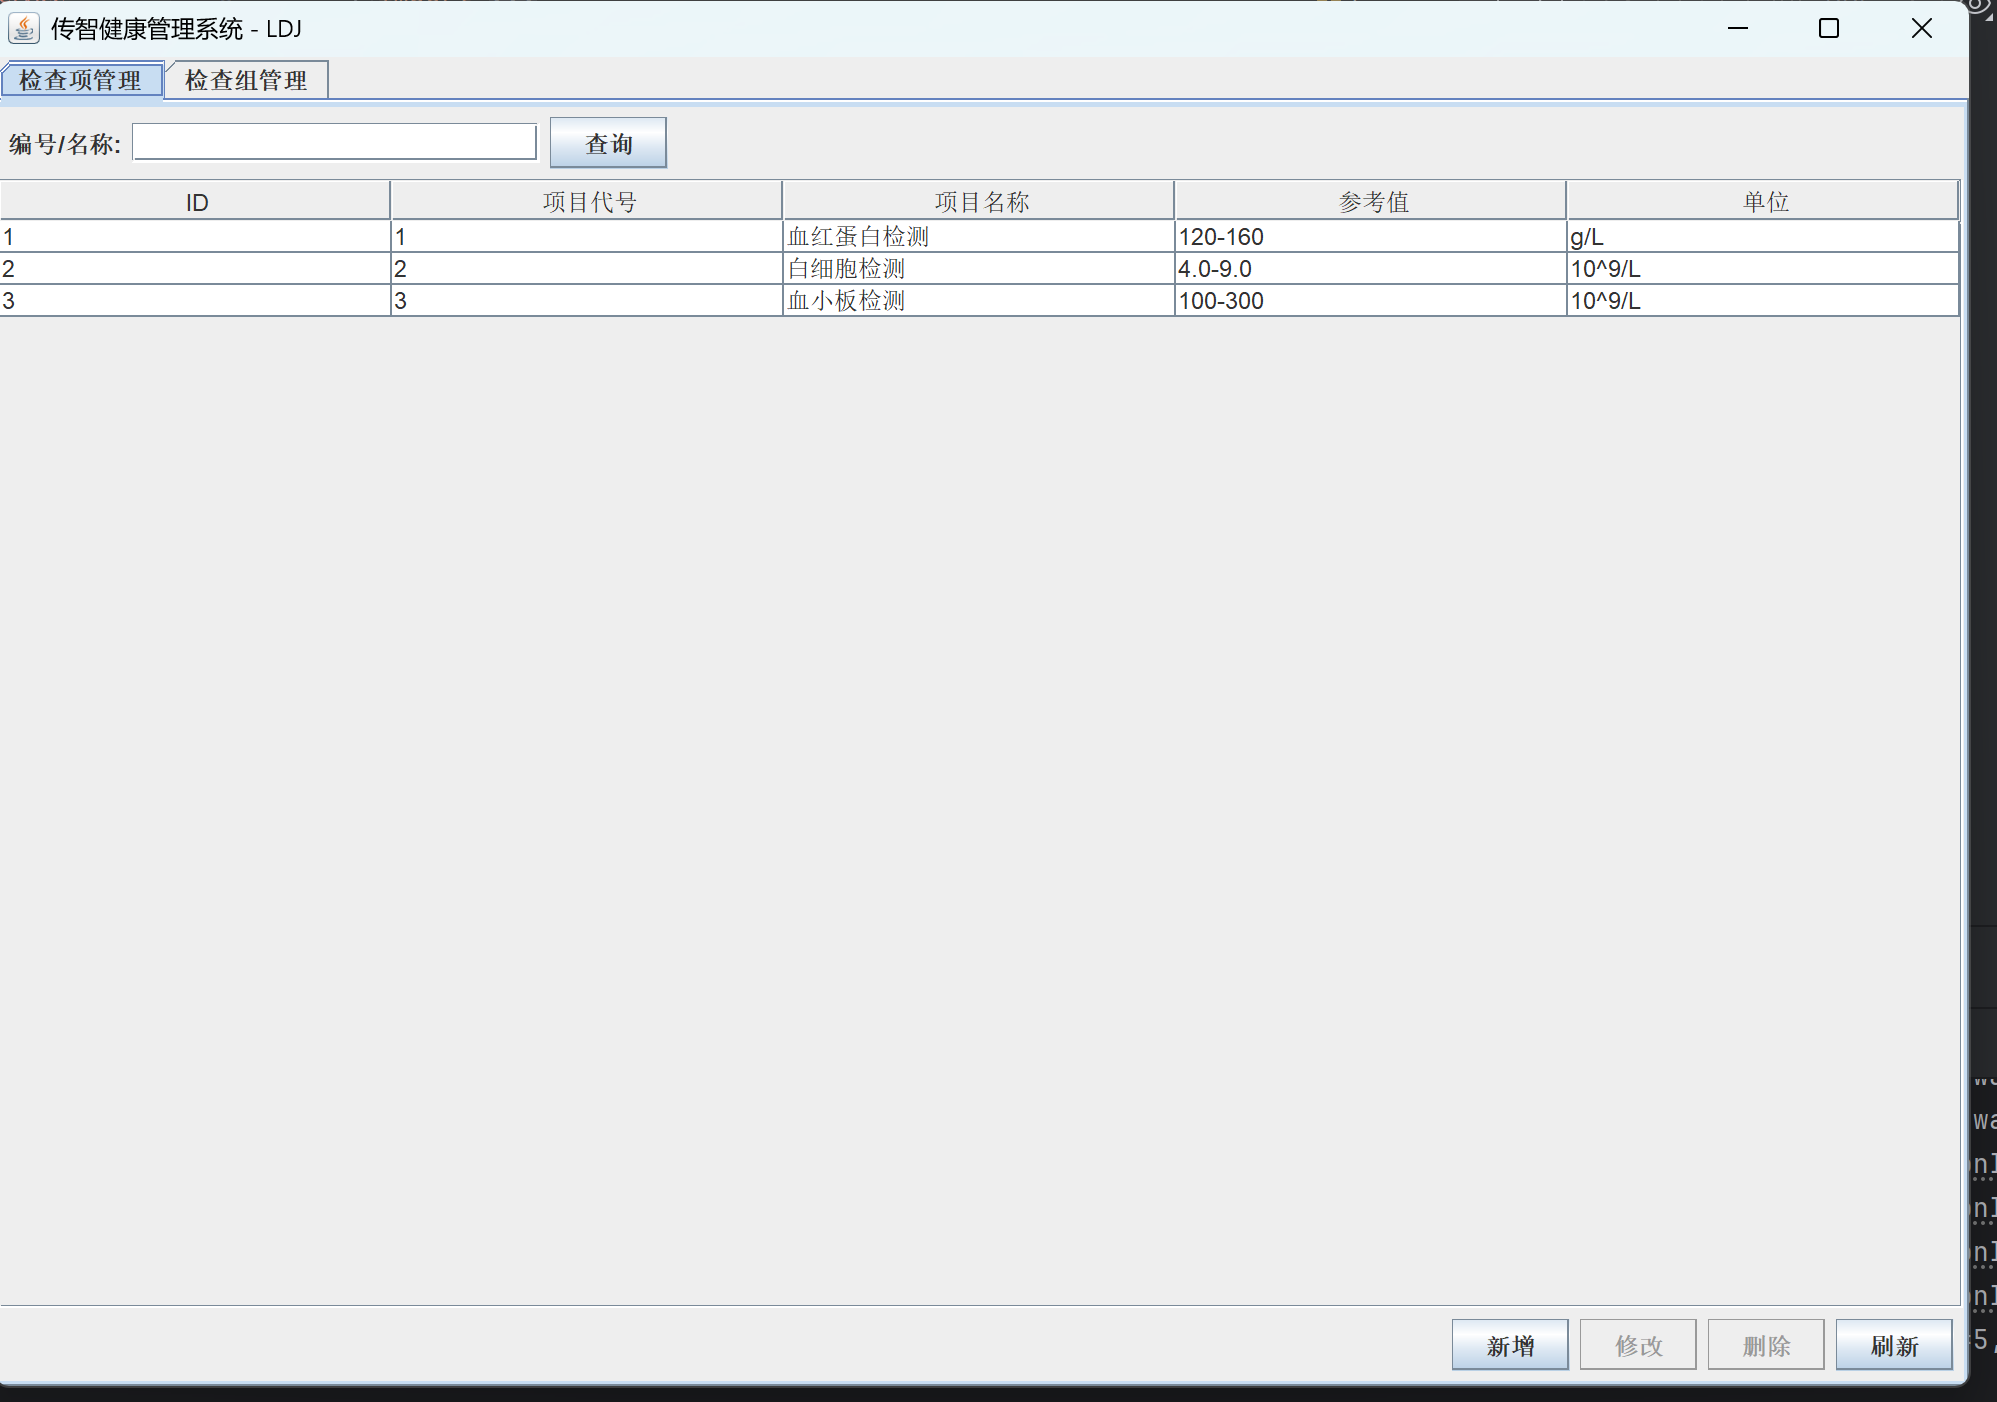 传智健康管理系统 - LDJ
检查项管理 检查组管理
编号/名称: 查询
ID 项目代号 项目名称 参考值 单位
1 1 血红蛋白检测 120-160 g/L
2 2 白细胞检测 4.0-9.0 10^9/L
3 3 血小板检测 100-300 10^9/L
新增 修改 删除 刷新